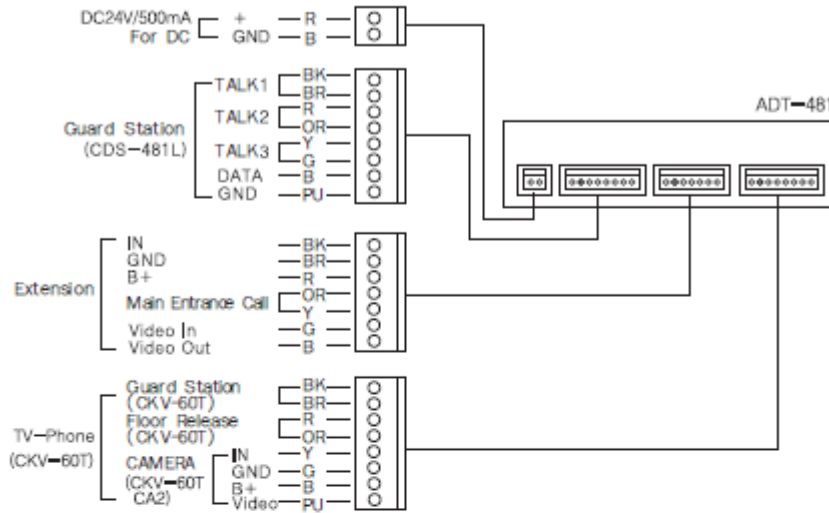 DC24V/500mA + R
For DC GND B
TALK1 BK
BR
TALK2 R
OR
Guard Station
(CDS-481L)
TALK3 Y
G
DATA B
GND PU
ADT-481
IN BK
GND BR
B+ R
Extension
Main Entrance Call OR
Y
Video In G
Video Out B
Guard Station BK
(CKV-60T) BR
Floor Release R
(CKV-60T) OR
TV-Phone
(CKV-60T)
CAMERA IN Y
(CKV-60T GND G
CA2) B+ B
Video PU